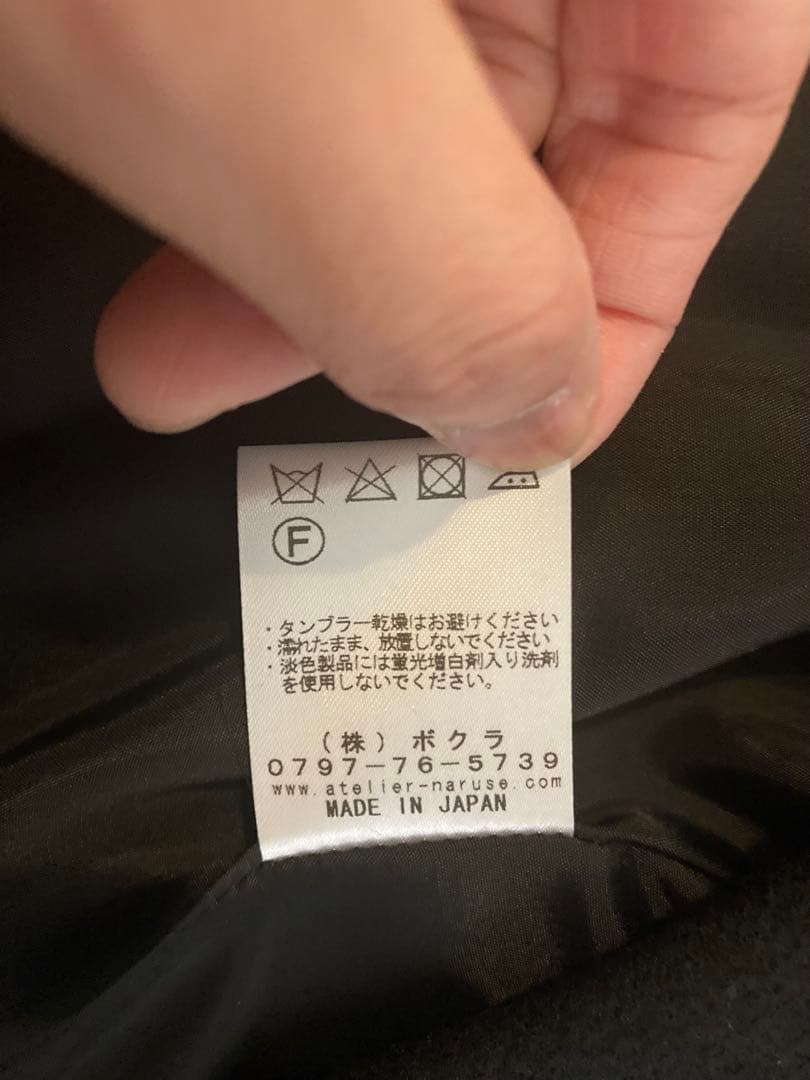 F
・タンブラー乾燥はお避けください
・濡れたまま、放置しないでください
・淡色製品には蛍光増白剤入り洗剤
を使用しないでください。
(株) ボクラ
0797-76-5739
www.atelier-naruse.com
MADE IN JAPAN